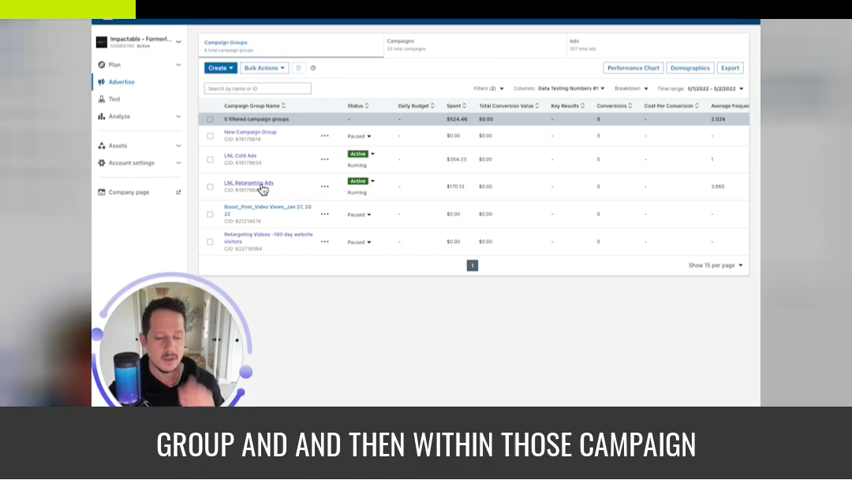 Impactable - Formerl...
Active
Plan
Advertise
Test
Analyze
Assets
Account settings
Company page
Campaign Groups
Campaigns
33 total campaigns
Ads
Create
Bulk Actions
Performance Chart
Demographics
Export
Search by name or ID
Filters (2)
Columns: Data Testing Numbers #1
Breakdown
Time range: 5/1/2022 - 5/2/2022
Campaign Group Name
Status
Daily Budget
Spent
Total Conversion Value
Key Results
Conversions
Cost Per Conversion
Average frequen
5 filtered campaign groups
-
-
$524.46
$0.00
-
0
-
2.024
New Campaign Group
Paused
-
$0.00
$0.00
-
0
-
-
LNL Cold Ads
Active
Running
-
$354.33
$0.00
-
0
-
1
LNL Retargeting Ads
Active
Running
-
$170.13
$0.00
-
0
-
3.965
Boost_Post_Video Views_Jan 27, 20
22
Paused
-
$0.00
$0.00
-
0
-
-
Retargeting Videos -180 day website
visitors
Paused
-
$0.00
$0.00
-
0
-
-
1
Show 15 per page
GROUP AND AND THEN WITHIN THOSE CAMPAIGN